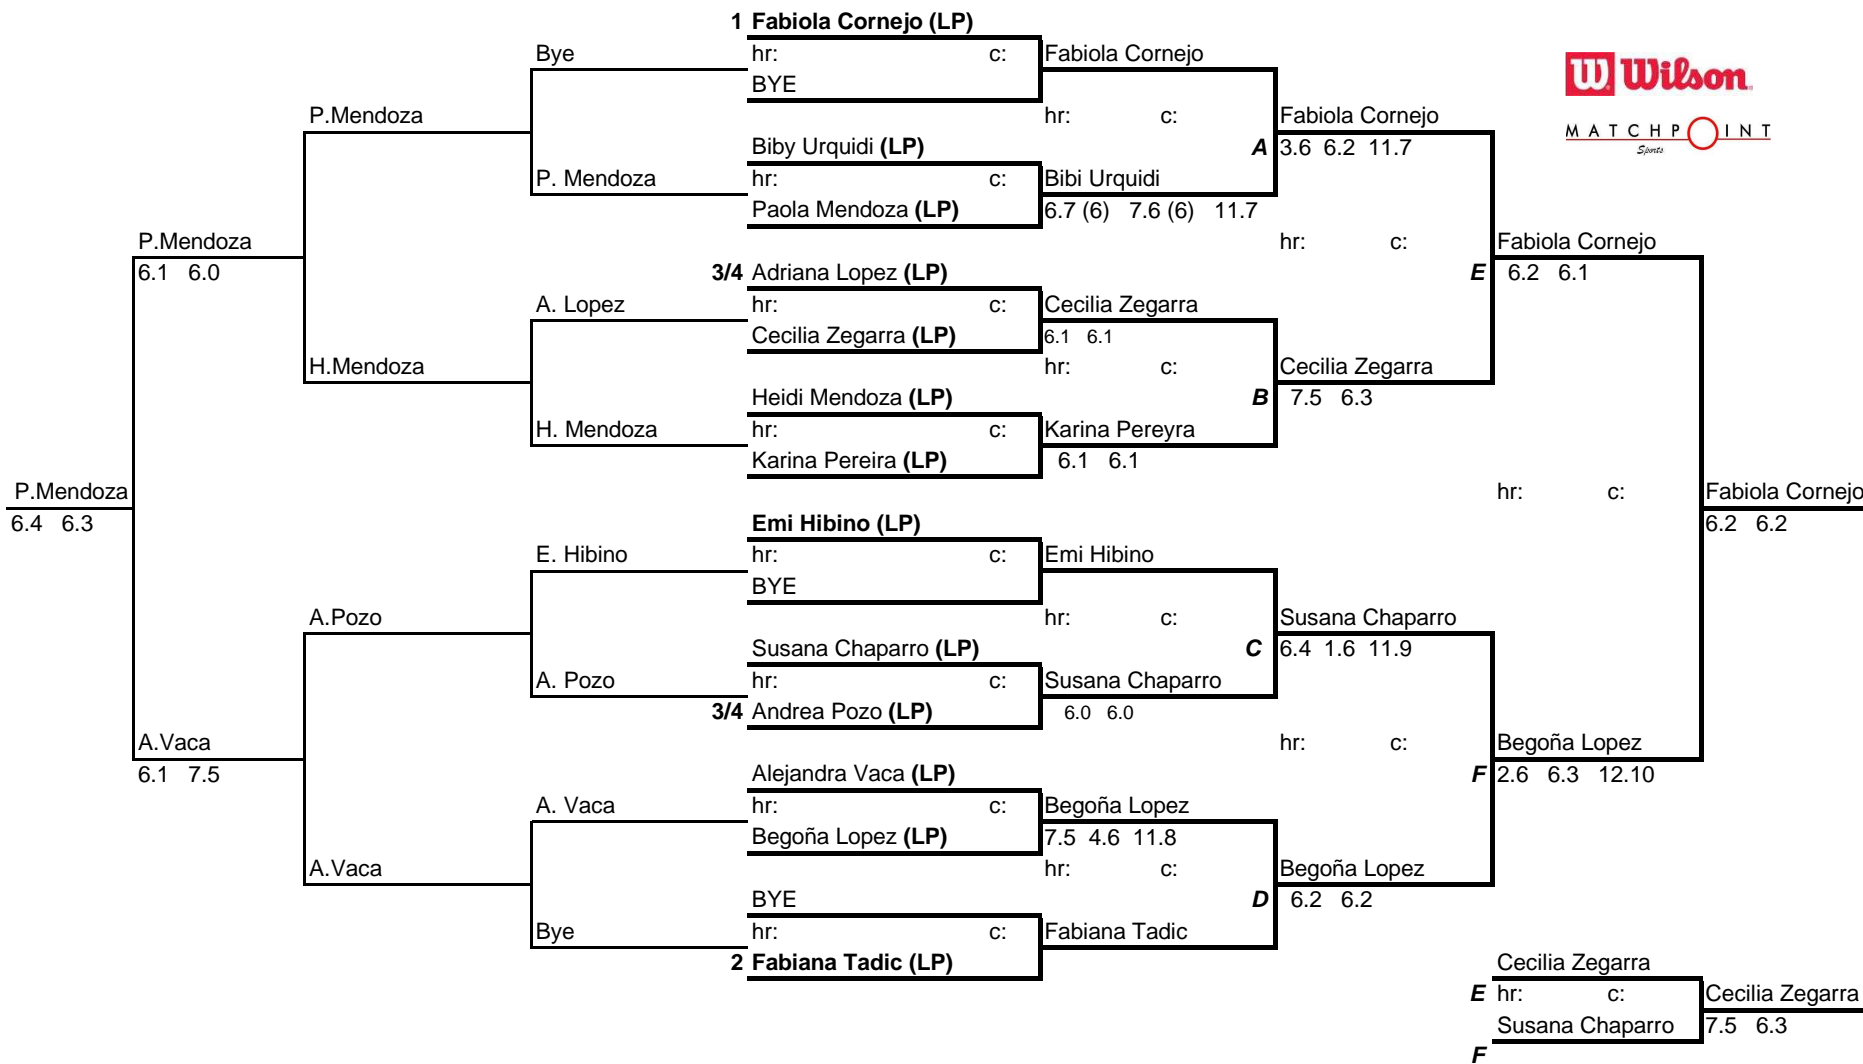 1 Fabiola Cornejo (LP)
Bye hr: c: Fabiola Cornejo
BYE
W Wilson.
P.Mendoza hr: c: Fabiola Cornejo
MATCHPOINT
Sports
Biby Urquidi (LP) A 3.6 6.2 11.7
P. Mendoza hr: c: Bibi Urquidi
Paola Mendoza (LP) 6.7 (6) 7.6 (6) 11.7
P.Mendoza hr: c: Fabiola Cornejo
6.1 6.0 3/4 Adriana Lopez (LP) E 6.2 6.1
A. Lopez hr: c: Cecilia Zegarra
Cecilia Zegarra (LP) 6.1 6.1
H.Mendoza hr: c: Cecilia Zegarra
Heidi Mendoza (LP) B 7.5 6.3
H. Mendoza hr: c: Karina Pereyra
Karina Pereira (LP) 6.1 6.1
P.Mendoza hr: c: Fabiola Cornejo
6.4 6.3 Emi Hibino (LP) 6.2 6.2
E. Hibino hr: c: Emi Hibino
BYE
A.Pozo hr: c: Susana Chaparro
Susana Chaparro (LP) C 6.4 1.6 11.9
A. Pozo hr: c: Susana Chaparro
3/4 Andrea Pozo (LP) 6.0 6.0
A.Vaca hr: c: Begoña Lopez
6.1 7.5 Alejandra Vaca (LP) F 2.6 6.3 12.10
A. Vaca hr: c: Begoña Lopez
Begoña Lopez (LP) 7.5 4.6 11.8
A.Vaca hr: c: Begoña Lopez
BYE D 6.2 6.2
Bye hr: c: Fabiana Tadic
2 Fabiana Tadic (LP) Cecilia Zegarra
E hr: c: Cecilia Zegarra
Susana Chaparro 7.5 6.3
F